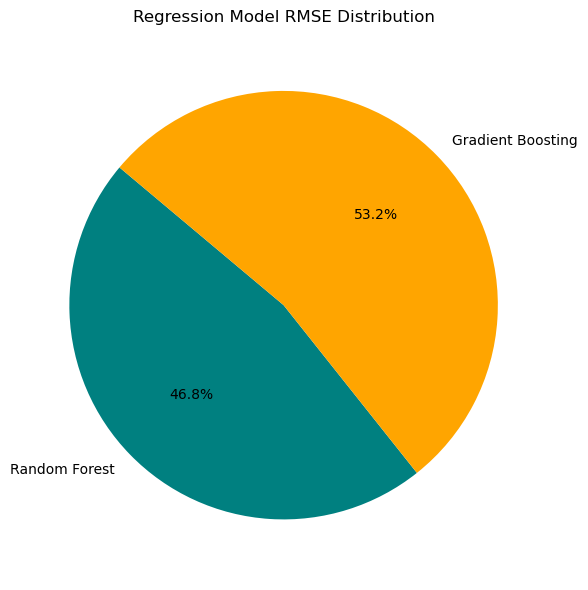 Regression Model RMSE Distribution
Gradient Boosting
53.2%
46.8%
Random Forest